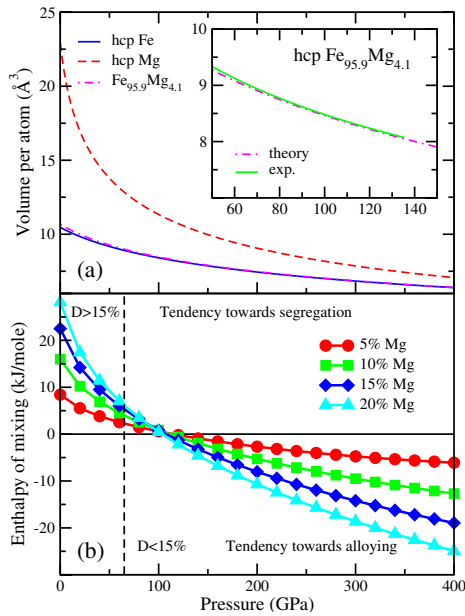 25
20
15
10
Volume per atom (Å³)
hcp Fe
hcp Mg
Fe95.9Mg4.1
hcp Fe95.9Mg4.1
10
9
8
theory
exp.
60 80 100 120 140
(a)
D>15% Tendency towards segregation
20
10
0
-10
-20
Enthalpy of mixing (kJ/mole)
5% Mg
10% Mg
15% Mg
20% Mg
(b) D<15% Tendency towards alloying
0 100 200 300 400
Pressure (GPa)